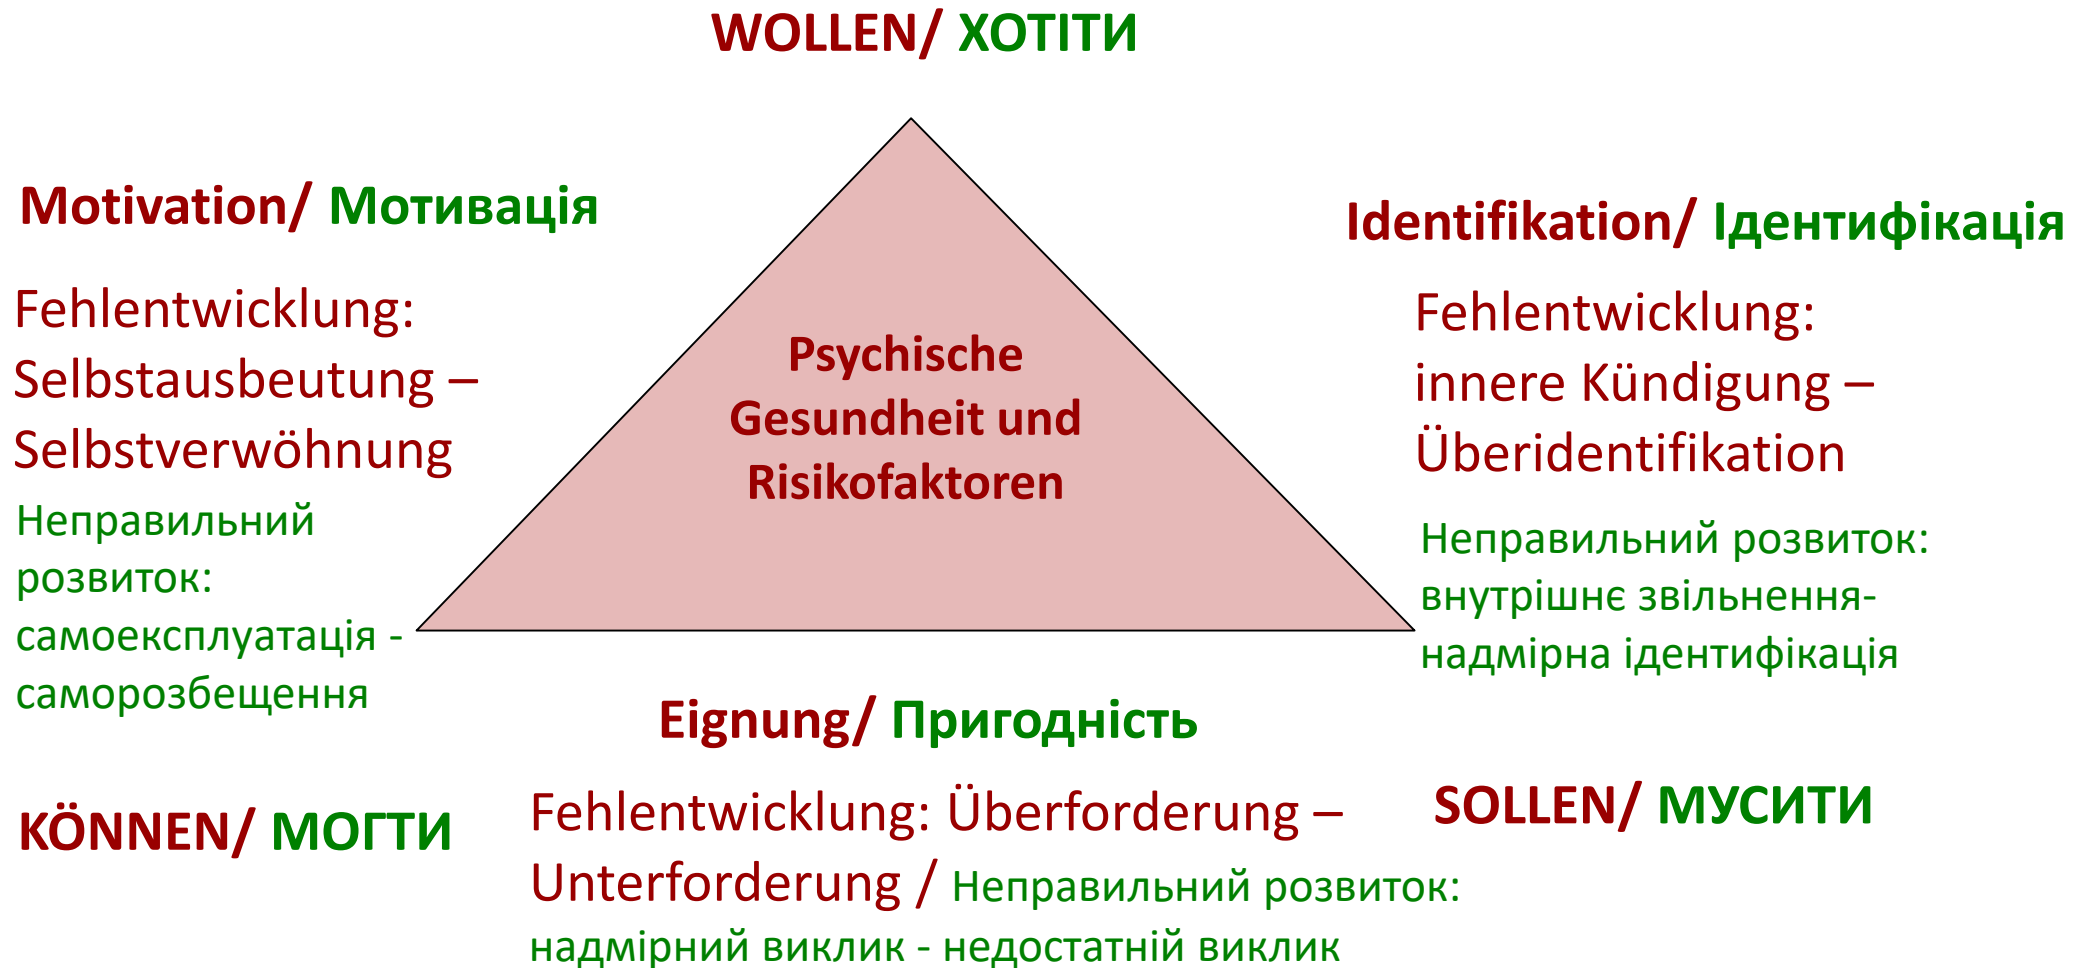 WOLLEN/ ХОТІТИ
Motivation/ Мотивація
Fehlentwicklung:
Selbstausbeutung –
Selbstverwöhnung
Неправильний
розвиток:
самоексплуатація -
саморозбещення
Psychische
Gesundheit und
Risikofaktoren
Identifikation/ Ідентифікація
Fehlentwicklung:
innere Kündigung –
Überidentifikation
Неправильний розвиток:
внутрішнє звільнення-
надмірна ідентифікація
KÖNNEN/ МОГТИ
Eignung/ Пригодність
Fehlentwicklung: Überforderung –
Unterforderung / Неправильний розвиток:
надмірний виклик - недостатній виклик
SOLLEN/ МУСИТИ